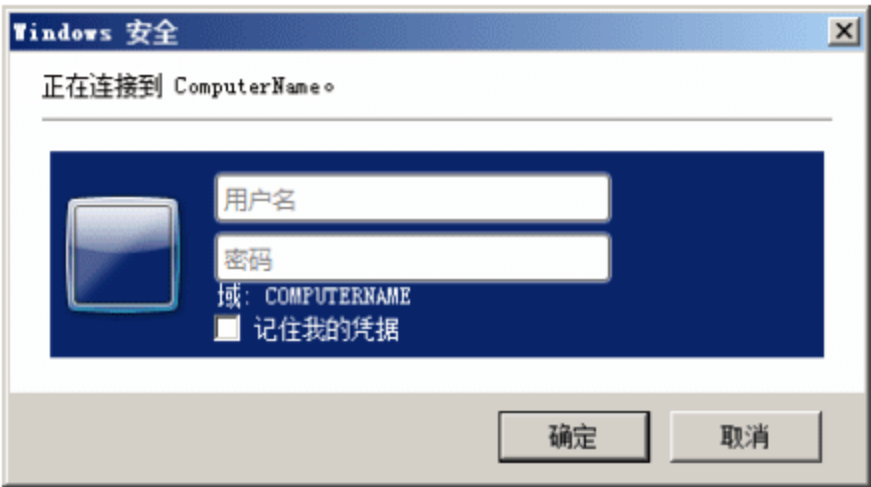 Windows 安全
正在连接到 ComputerName。
用户名
密码
域: COMPUTERNAME
记住我的凭据
确定
取消